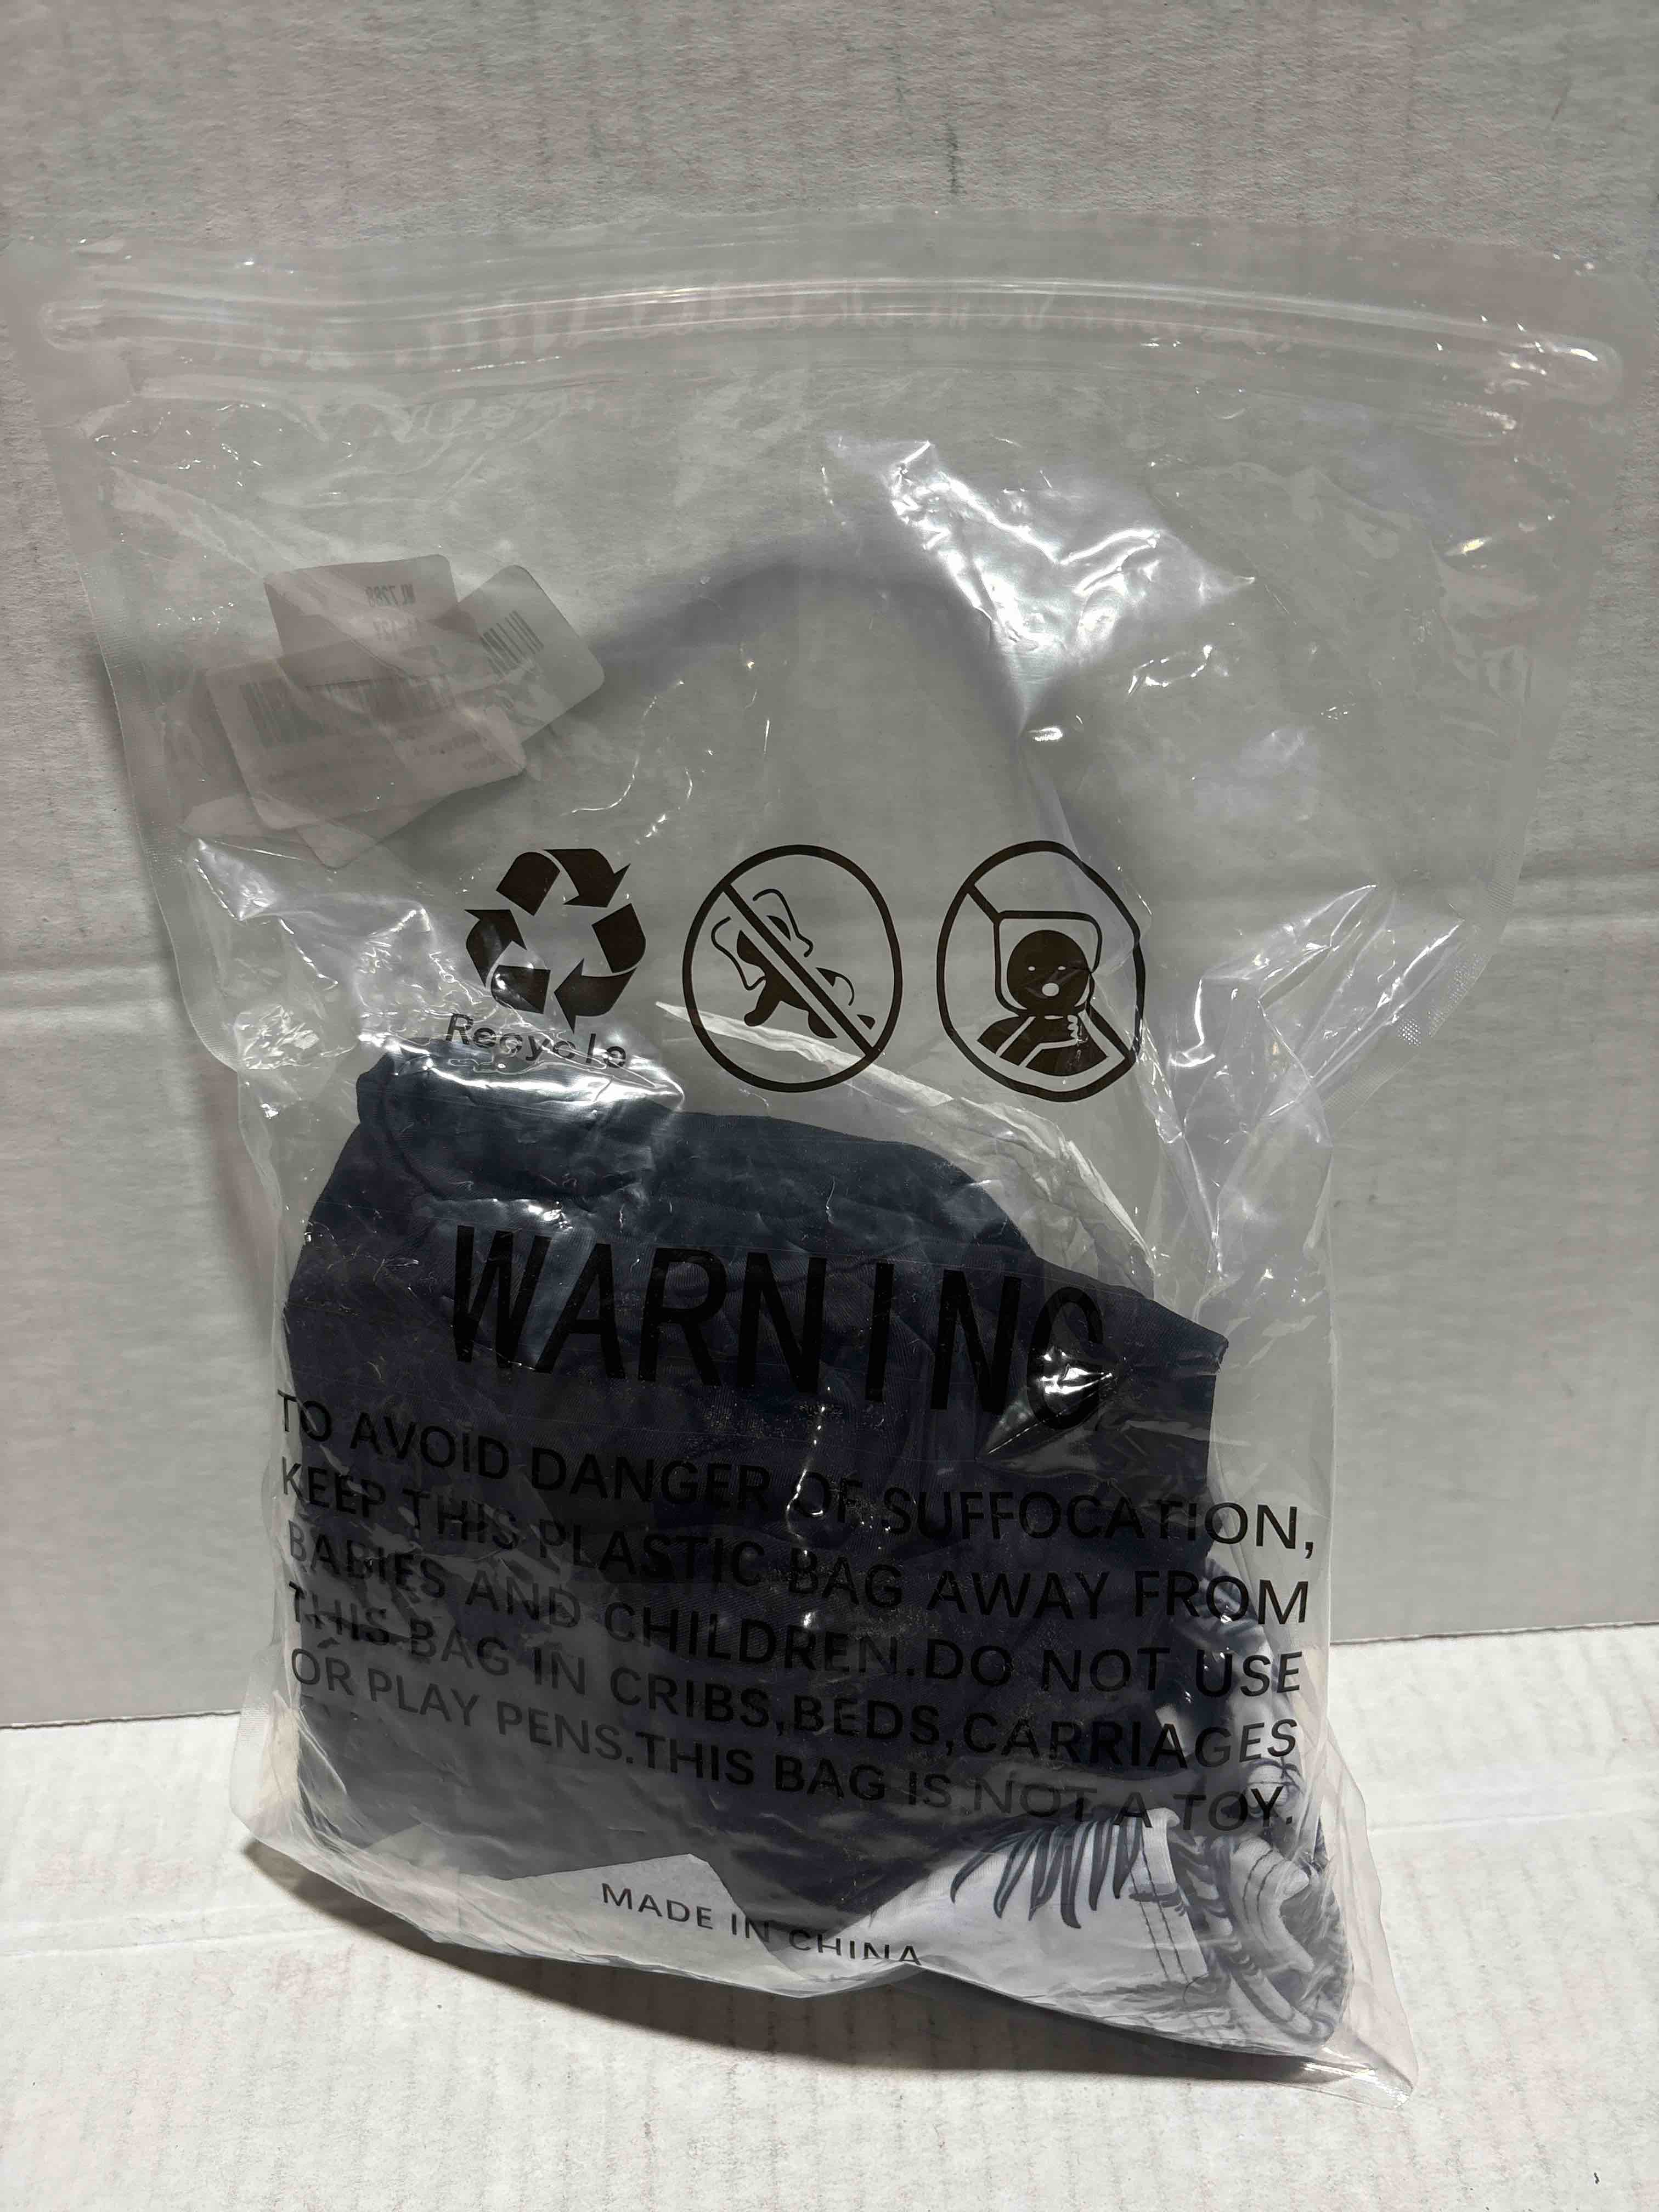 Recycle
WARNING
TO AVOID DANGER OF SUFFOCATION,
KEEP THIS PLASTIC BAG AWAY FROM
BABIES AND CHILDREN.DO NOT USE
THIS BAG IN CRIBS,BEDS,CARRIAGES
OR PLAY PENS.THIS BAG IS NOT A TOY.
MADE IN CHINA